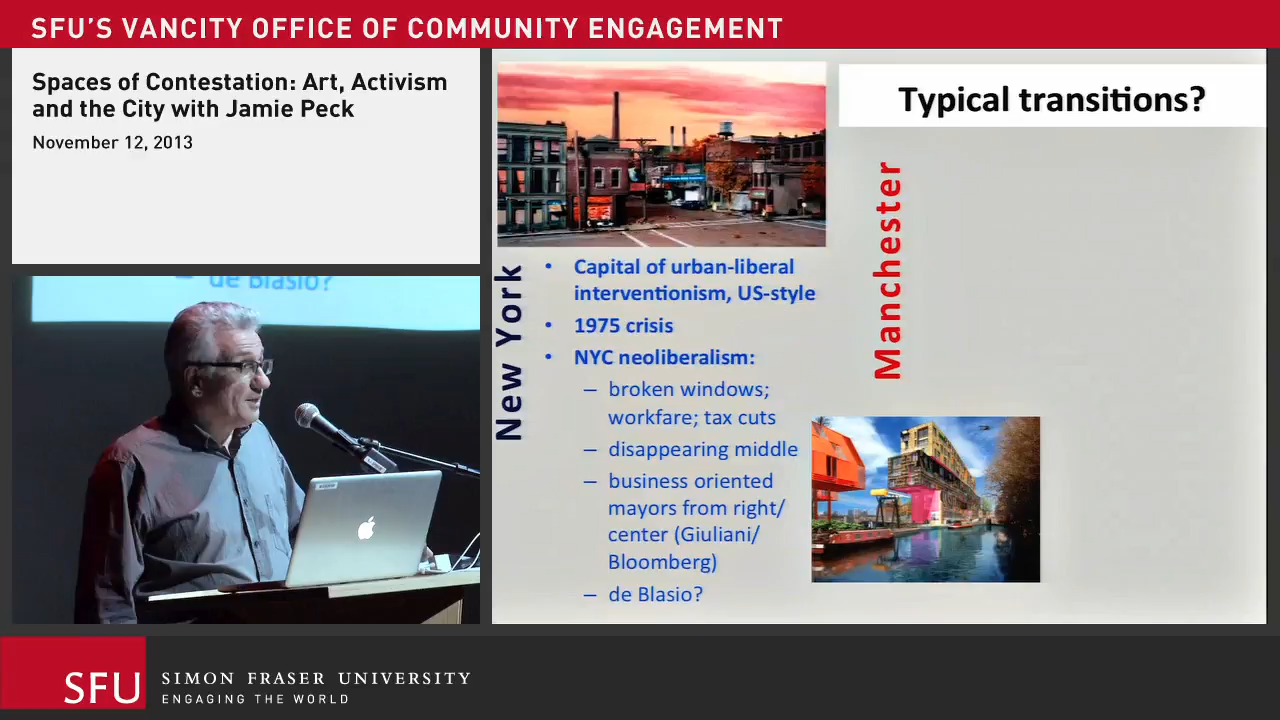 SFU'S VANCITY OFFICE OF COMMUNITY ENGAGEMENT
Spaces of Contestation: Art, Activism
and the City with Jamie Peck
November 12, 2013
de Blasio?
Typical transitions?
New York
• Capital of urban-liberal
interventionism, US-style
• 1975 crisis
• NYC neoliberalism:
– broken windows;
workfare; tax cuts
– disappearing middle
– business oriented
mayors from right/
center (Giuliani/
Bloomberg)
– de Blasio?
Manchester
SFU
SIMON FRASER UNIVERSITY
ENGAGING THE WORLD